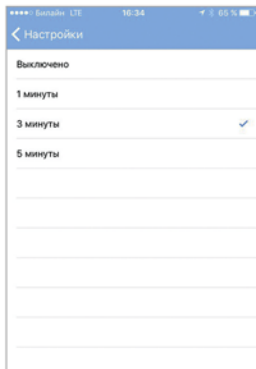 Билайн LTE 16:34 65 %
Настройки
Выключено
1 минуты
3 минуты
5 минуты